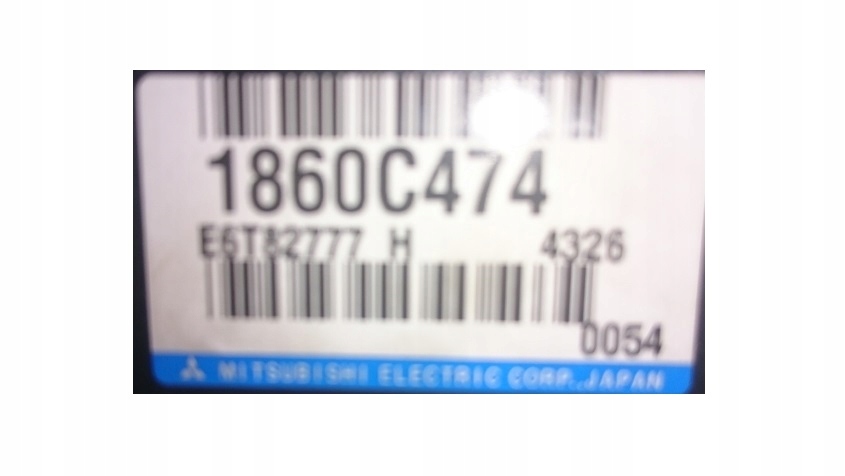 1860C474
E6T82777 H 4326
0054
MITSUBISHI ELECTRIC CORP. JAPAN